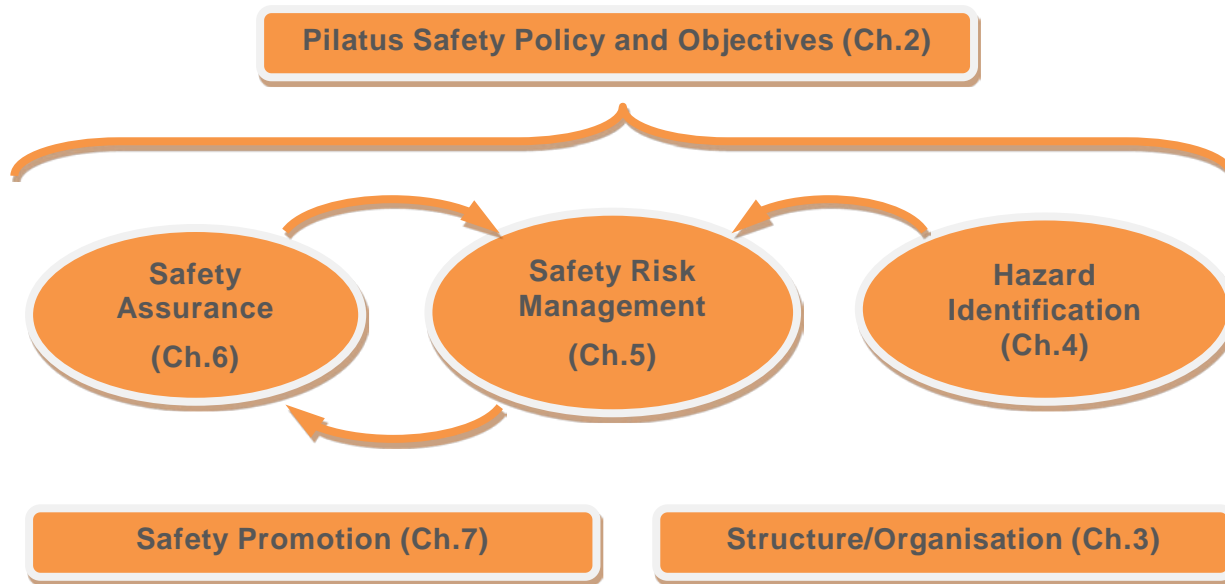 Pilatus Safety Policy and Objectives (Ch.2)
Safety
Assurance
(Ch.6)
Safety Risk
Management
(Ch.5)
Hazard
Identification
(Ch.4)
Safety Promotion (Ch.7)
Structure/Organisation (Ch.3)